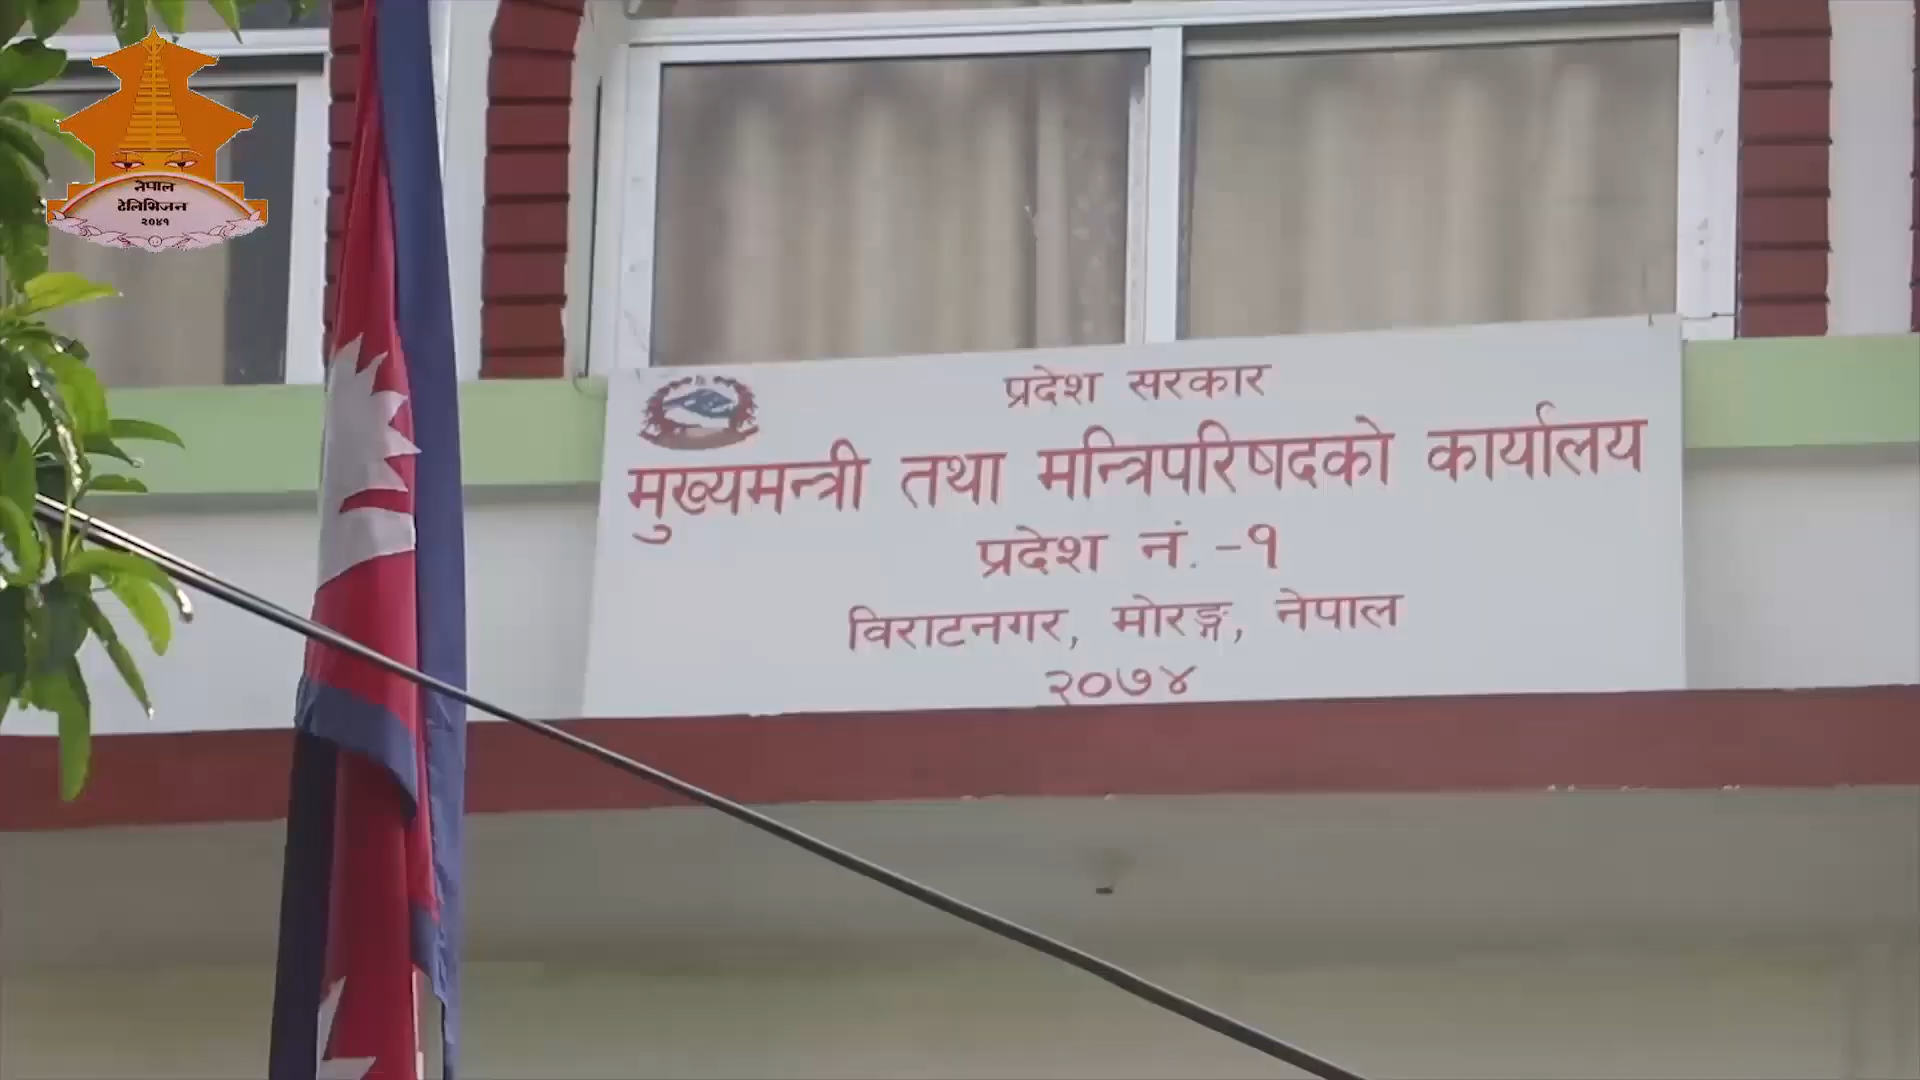 नेपाल
टेलिभिजन
२०४१
प्रदेश सरकार
मुख्यमन्त्री तथा मन्त्रिपरिषदको कार्यालय
प्रदेश नं.-१
विराटनगर, मोरङ्ग, नेपाल
२०७४